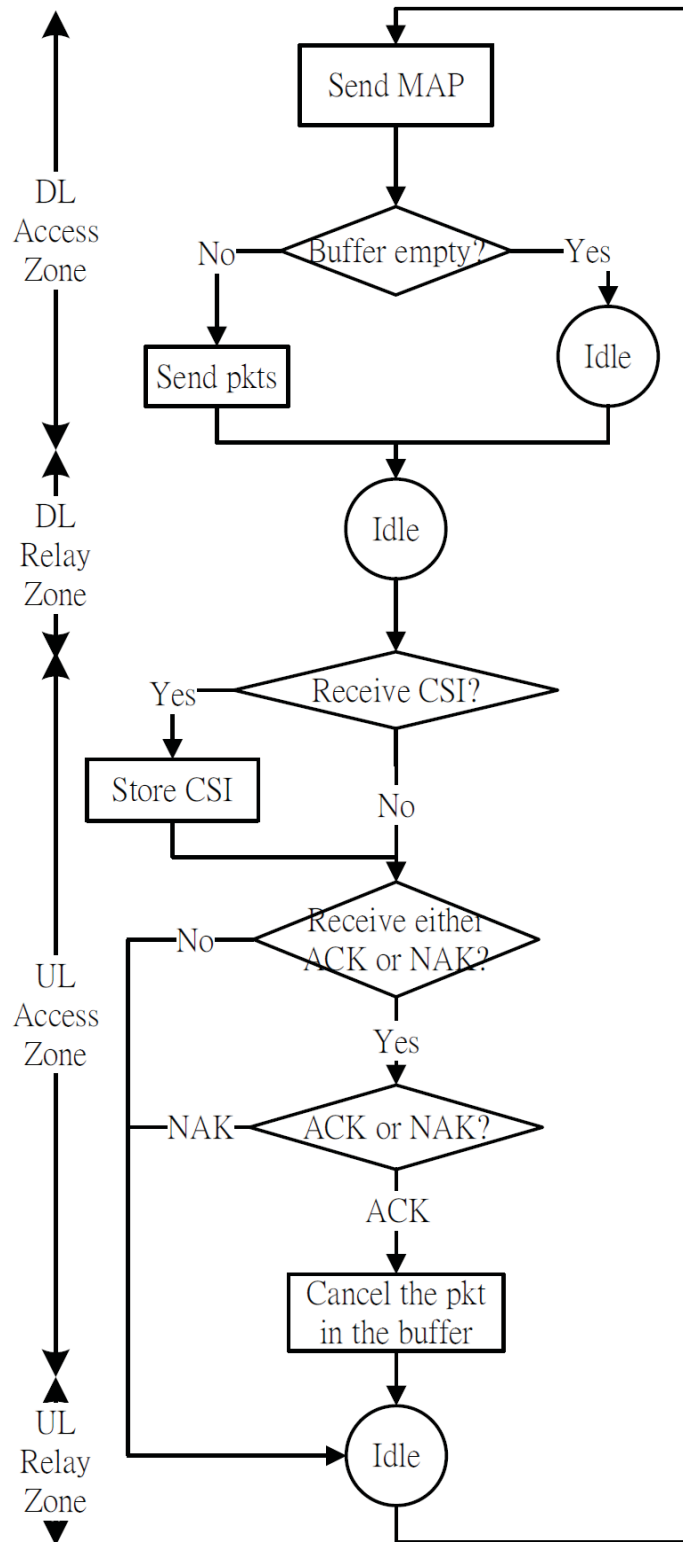 Send MAP
DL
Access
Zone
Buffer empty?
No
Yes
Send pkts
Idle
DL
Relay
Zone
Idle
Receive CSI?
Yes
Store CSI
No
UL
Access
Zone
Receive either
ACK or NAK?
No
Yes
ACK or NAK?
NAK
ACK
Cancel the pkt
in the buffer
UL
Relay
Zone
Idle